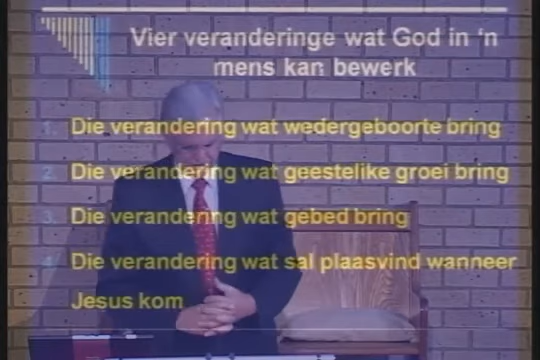 Vier veranderinge wat God in ‘n
mens kan bewerk
1. Die verandering wat wedergeboorte bring
2. Die verandering wat geestelike groei bring
3. Die verandering wat gebed bring
4. Die verandering wat sal plaasvind wanneer
Jesus kom